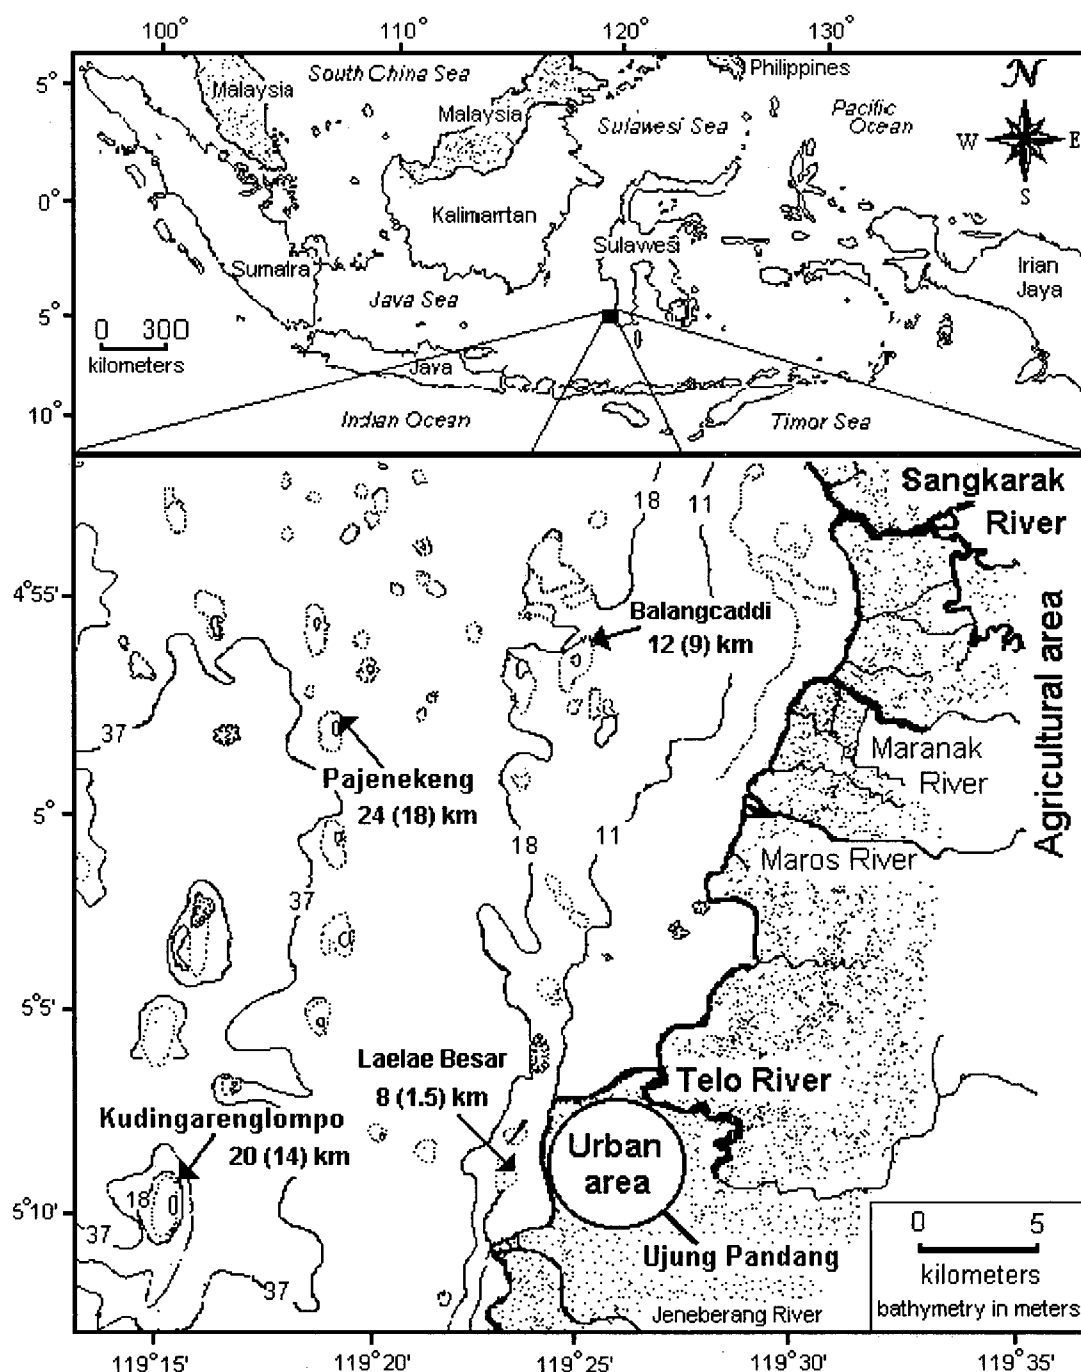 100° 110° 120° 130°
5°
0°
5°
10°
South China Sea
Malaysia
Malaysia
Philippines
Sulawesi Sea
Pacific
Ocean
N
W E
S
Kalimantan
Sulawesi
Sumatra
Irian
Jaya
Java Sea
0 300
kilometers
Java
Indian Ocean
Timor Sea
18
11
Sangkarak
River
4°55'
Balangcaddi
12 (9) km
Agricultural area
37
Pajenekeng
24 (18) km
Maranak
River
5°
18
11
Maros River
37
5°5'
Laelae Besar
8 (1.5) km
Telo River
Kudingarenglompo
20 (14) km
Urban
area
18
5°10'
37
37
Ujung Pandang
0 5
kilometers
bathymetry in meters
Jeneberang River
119°15' 119°20' 119°25' 119°30' 119°35'